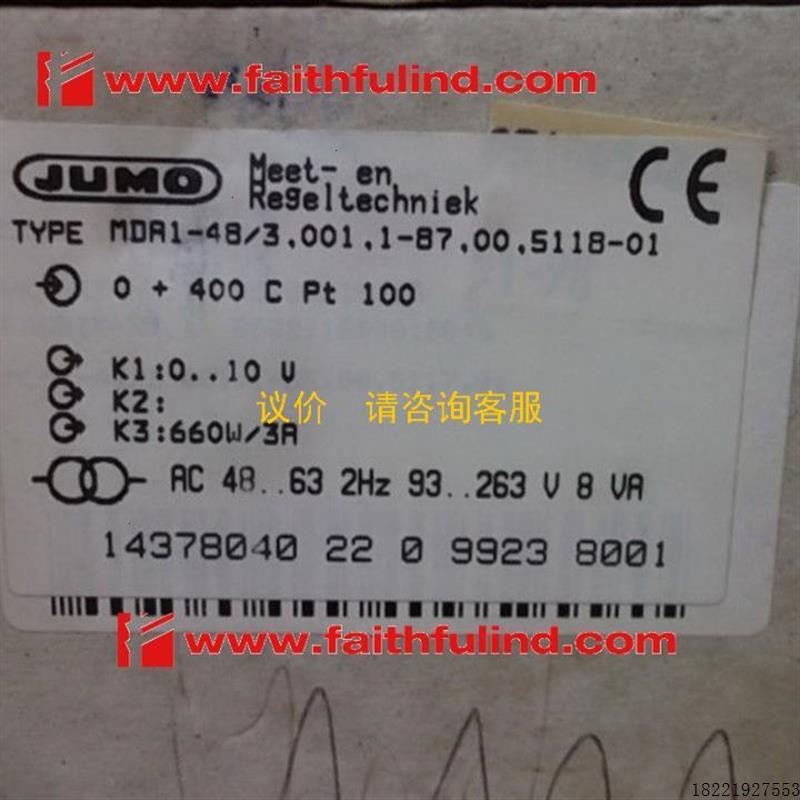 www.faithfulind.com
JUMO
Meet- en
Regeltechniek
CE
TYPE MDA1-48/3,001,1-87,00,5118-01
0 + 400 C Pt 100
K1:0..10 V
K2:
议价 请咨询客服
K3:660W/3A
AC 48..63 2Hz 93..263 V 8 VA
14378040 22 0 9923 8001
www.faithfulind.com
18221927553